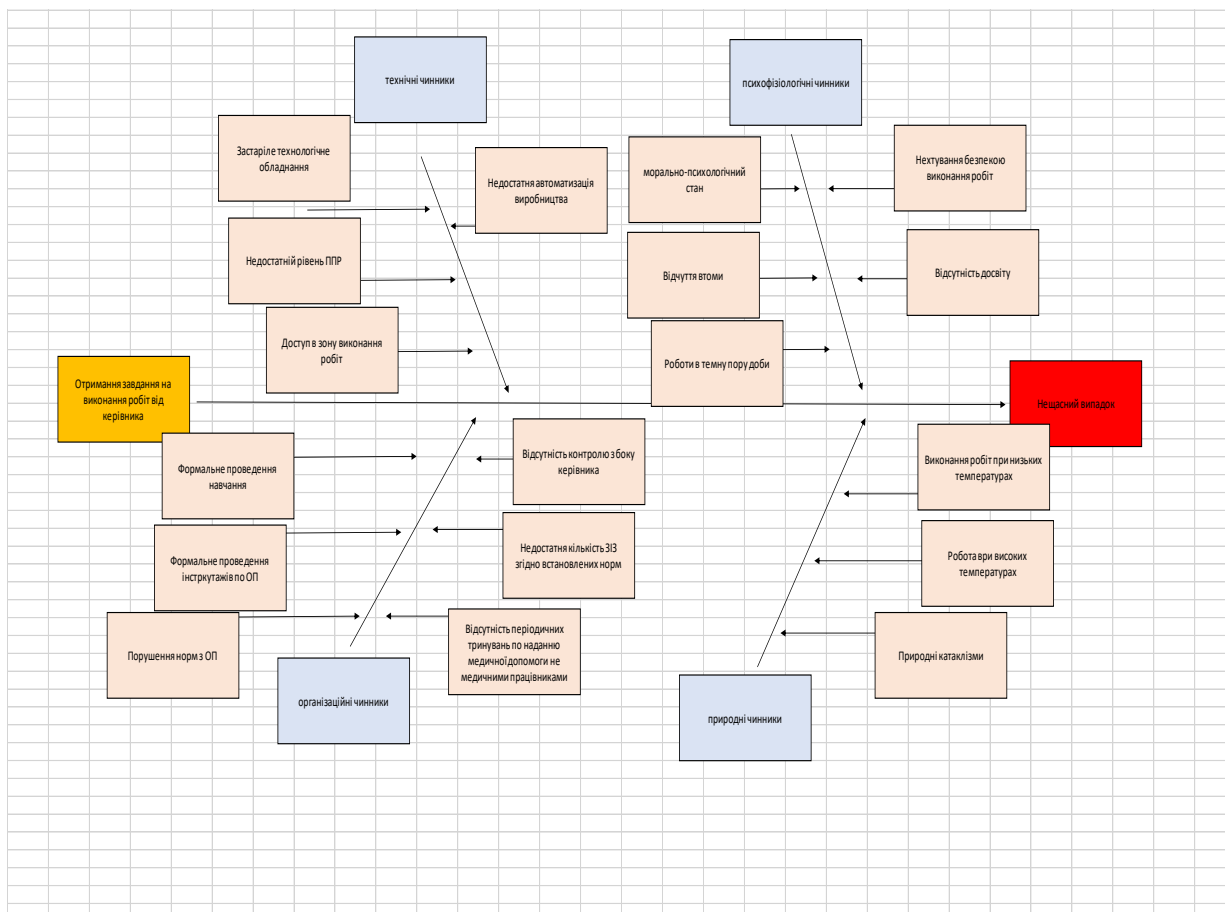 технічні чинники
психофізіологічні чинники
Застаріле технологічне
обладнання
Недостатня автоматизація
виробництва
морально-психологічний
стан
Нехтування безпекою
виконання робіт
Недостатній рівень ППР
Відчуття втоми
Відсутність досвіту
Доступ в зону виконання
робіт
Роботи в темну пору доби
Отримання завдання на
виконання робіт від
керівника
Нещасний випадок
Формальне проведення
навчання
Відсутність контролю з боку
керівника
Виконання робіт при низьких
температурах
Формальне проведення
інстркутажів по ОП
Недостатня кількість ЗІЗ
згідно встановлених норм
Робота ври високих
температурах
Порушення норм з ОП
Відсутність періодичних
тринувань по наданню
медичної допомоги не
медичними працівниками
Природні катаклізми
організаційні чинники
природні чинники